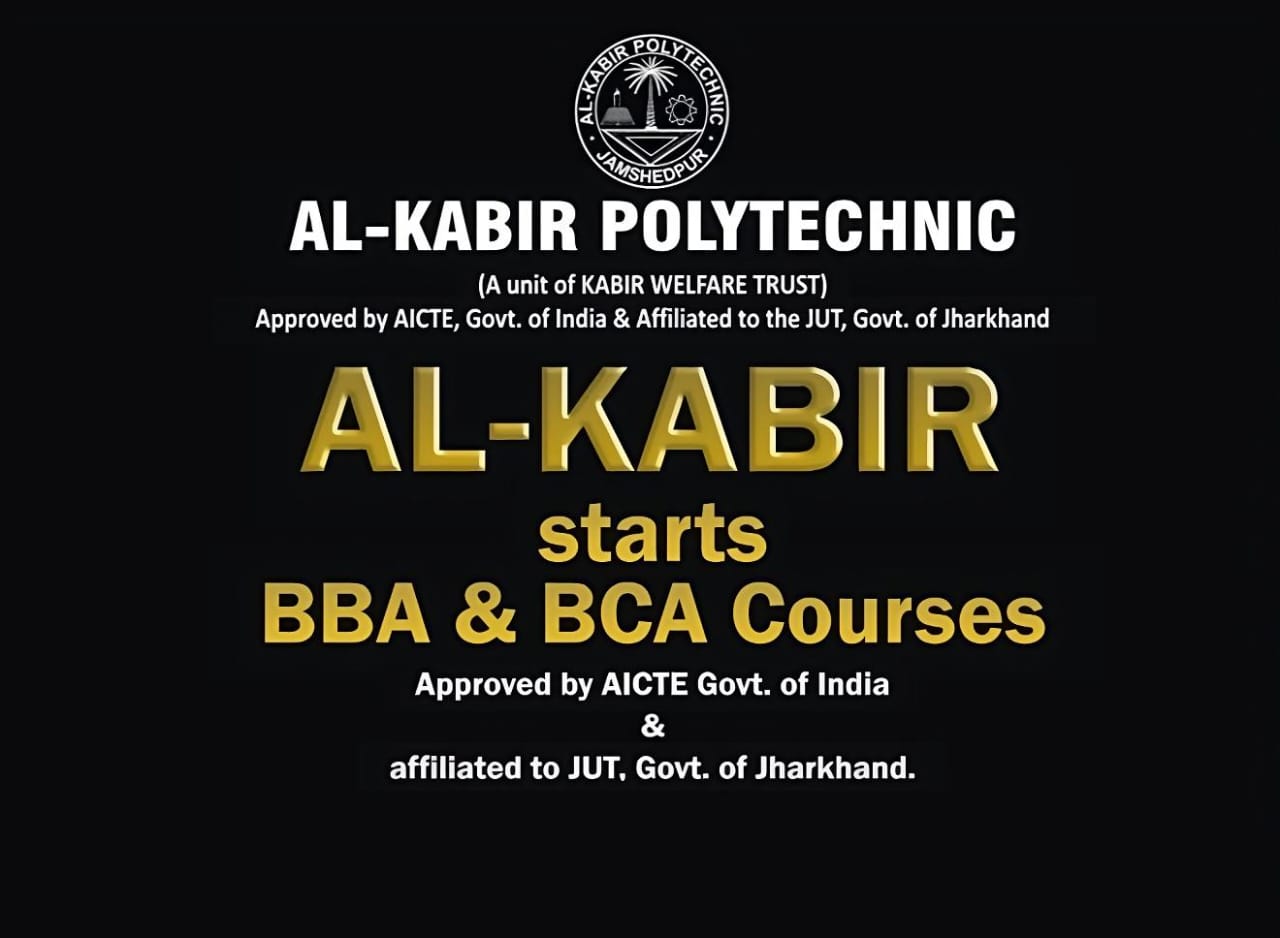 AL-KABIR POLYTECHNIC
JAMSHEDPUR
AL-KABIR POLYTECHNIC
(A unit of KABIR WELFARE TRUST)
Approved by AICTE, Govt. of India & Affiliated to the JUT, Govt. of Jharkhand
AL-KABIR
starts
BBA & BCA Courses
Approved by AICTE Govt. of India
&
affiliated to JUT, Govt. of Jharkhand.